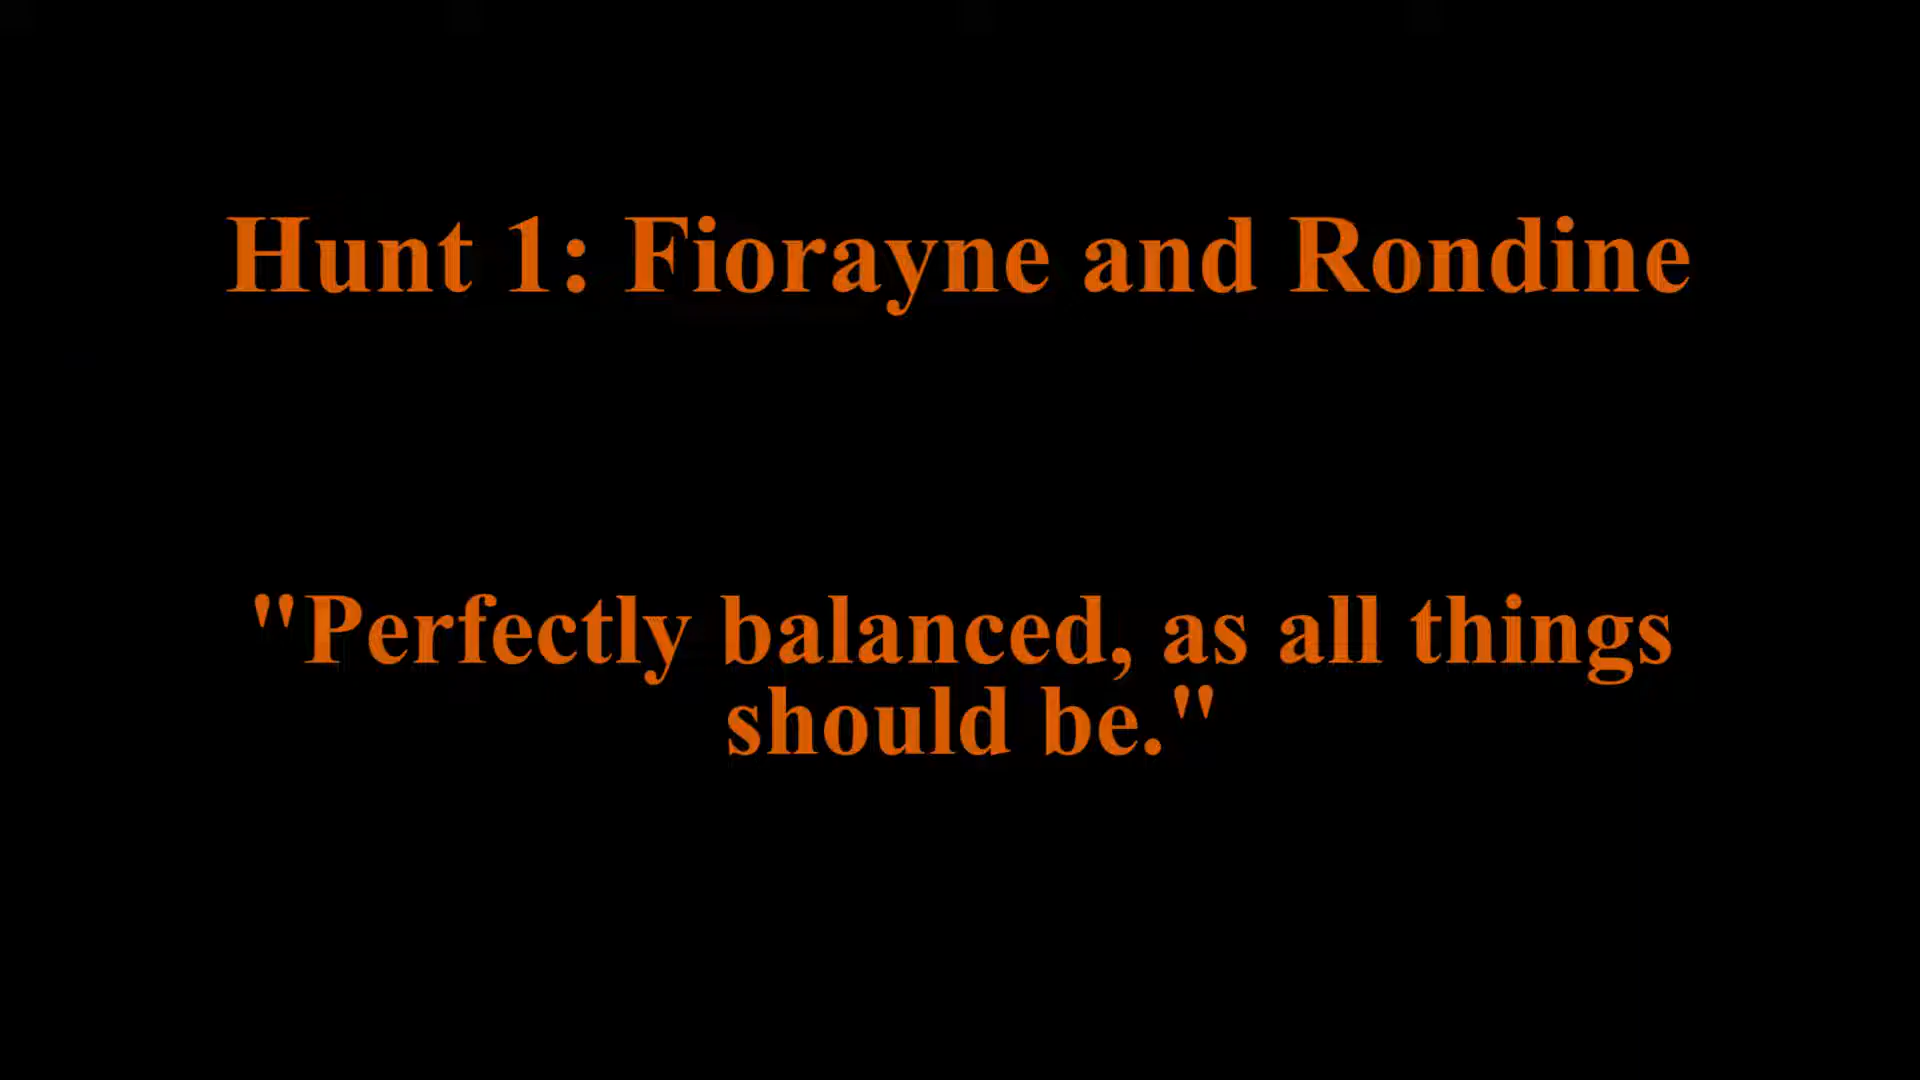 Hunt 1: Fiorayne and Rondine
"Perfectly balanced, as all things
should be."